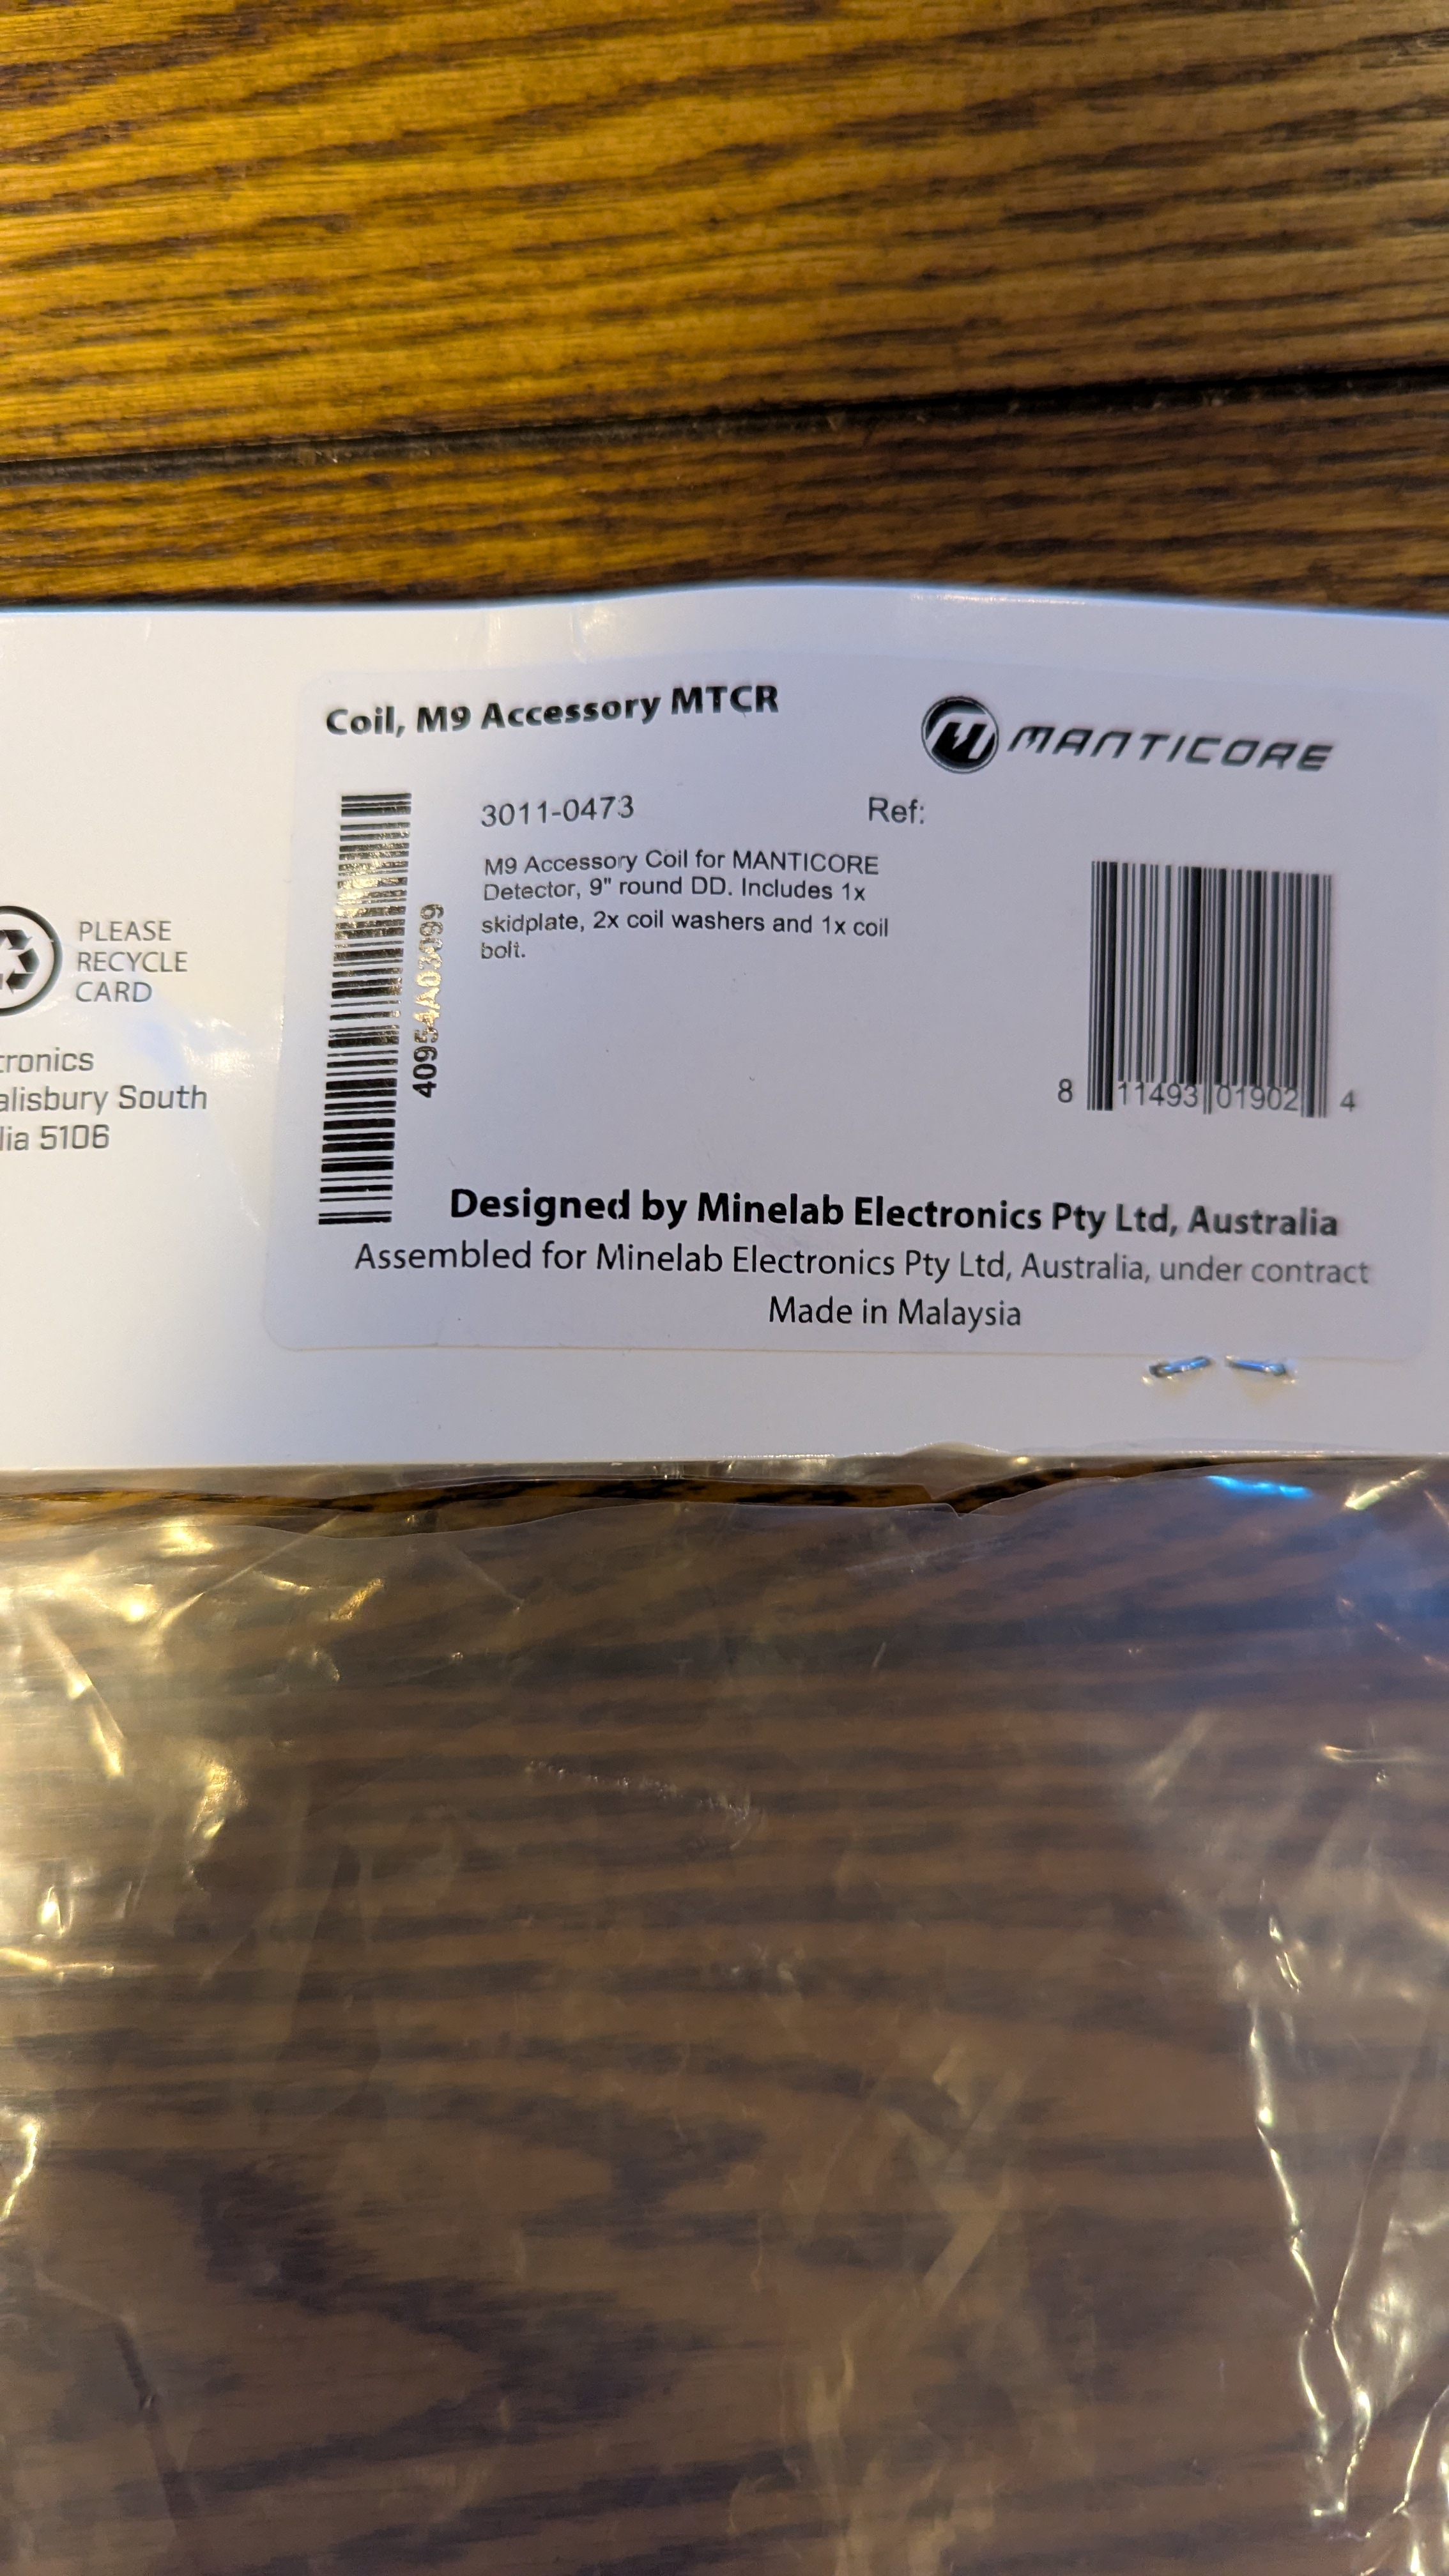 Coil, M9 Accessory MTCR
MANTICORE
3011-0473
Ref:
M9 Accessory Coil for MANTICORE
Detector, 9" round DD. Includes 1x
skidplate, 2x coil washers and 1x coil
bolt.
8 11493 01902 4
PLEASE
RECYCLE
CARD
tronics
alisbury South
lia 5106
Designed by Minelab Electronics Pty Ltd, Australia
Assembled for Minelab Electronics Pty Ltd, Australia, under contract
Made in Malaysia